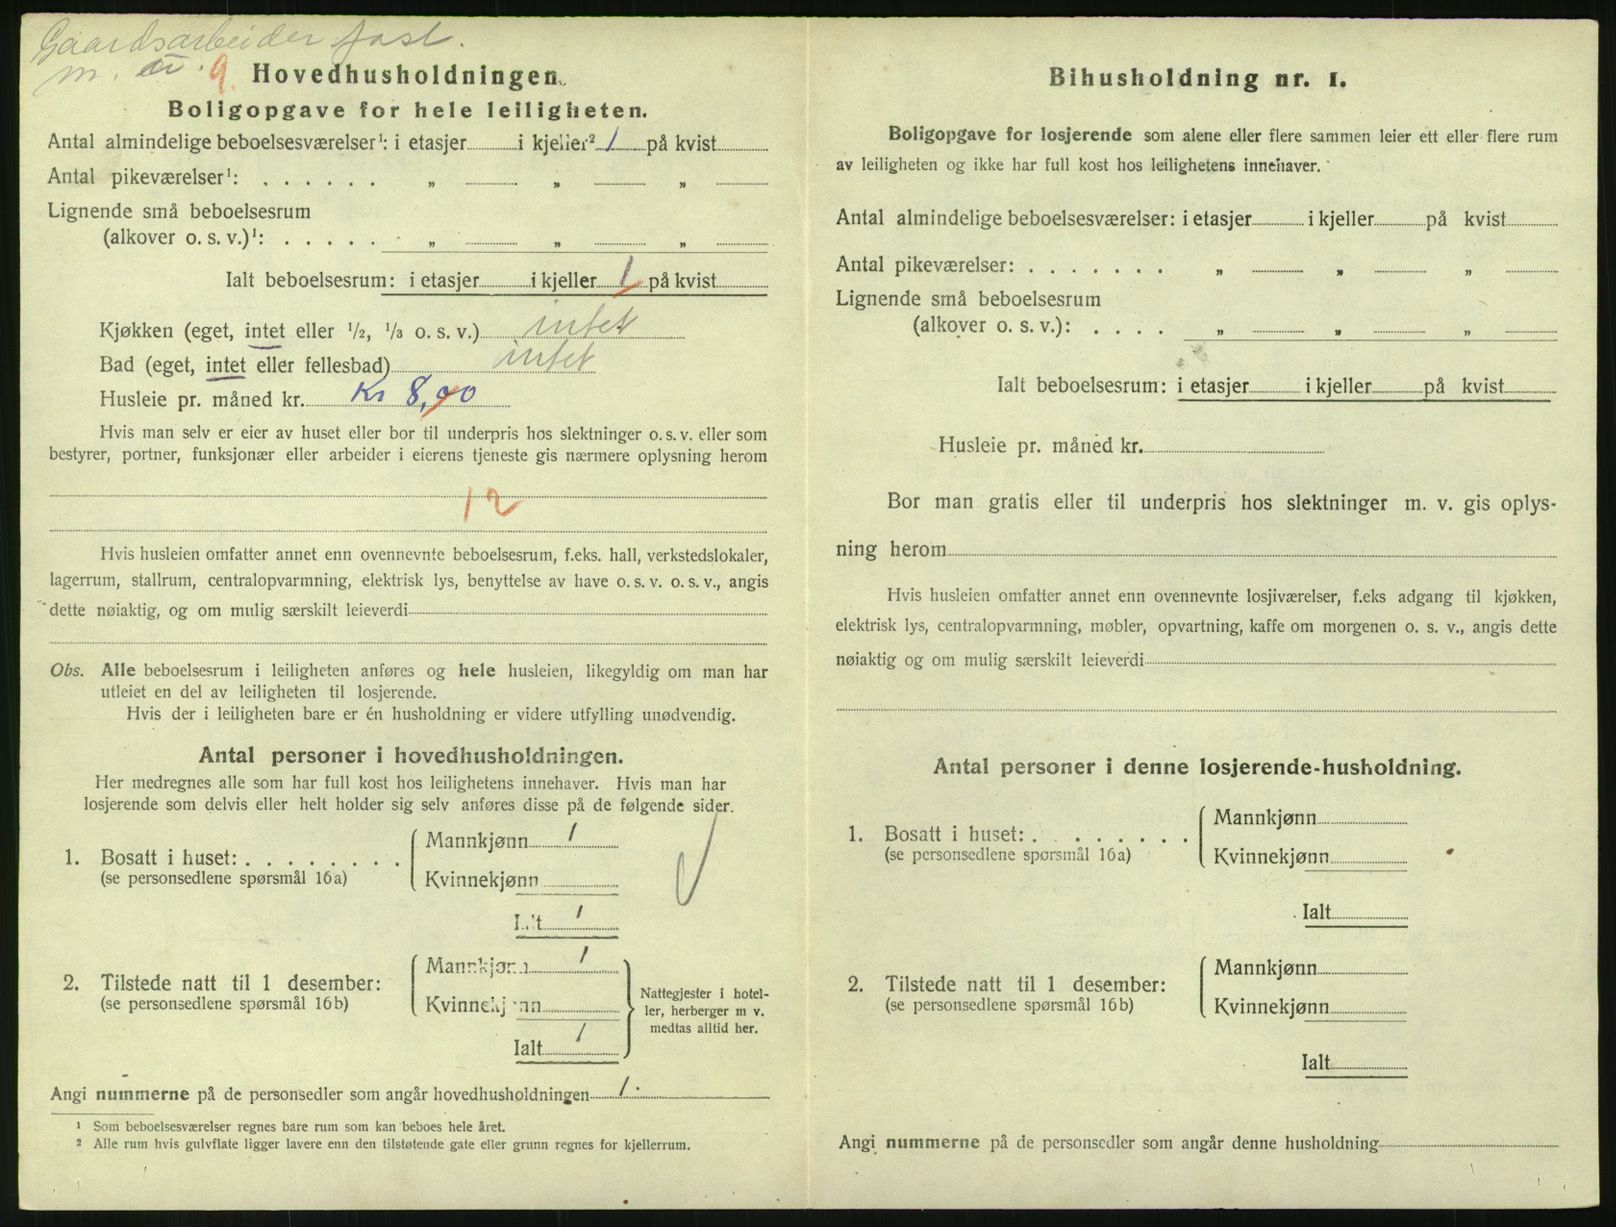 Gaardsarbeider fast.
m. 9.
Hovedhusholdningen.
Boligopgave for hele leiligheten.
Antal almindelige beboelsesværelser¹: i etasjer i kjeller² 1 på kvist
Antal pikeværelser¹: . . . . . . „ „ „
Lignende små beboelsesrum
(alkover o. s. v.)¹: . . . . . „ „ „
Ialt beboelsesrum: i etasjer i kjeller 1 på kvist
Kjøkken (eget, intet eller 1/2, 1/3 o. s. v.) intet
Bad (eget, intet eller fellesbad) intet
Husleie pr. måned kr. Kr 8,00
Hvis man selv er eier av huset eller bor til underpris hos slektninger o. s. v. eller som
bestyrer, portner, funksjonær eller arbeider i eierens tjeneste gis nærmere oplysning herom
12
Hvis husleien omfatter annet enn ovennevnte beboelsesrum, f.eks. hall, verkstedslokaler,
lagerrum, stallrum, centralopvarmning, elektrisk lys, benyttelse av have o. s. v. o. s. v., angis
dette nøiaktig, og om mulig særskilt leieverdi
Obs. Alle beboelsesrum i leiligheten anføres og hele husleien, likegyldig om man har
utleiet en del av leiligheten til losjerende.
Hvis der i leiligheten bare er én husholdning er videre utfylling unødvendig.
Antal personer i hovedhusholdningen.
Her medregnes alle som har full kost hos leilighetens innehaver. Hvis man har
losjerende som delvis eller helt holder sig selv anføres disse på de følgende sider.
1. Bosatt i huset: . . . . . . . .
(se personsedlene spørsmål 16a)
Mannkjønn 1
Kvinnekjønn
Ialt 1
2. Tilstede natt til 1 desember:
(se personsedlene spørsmål 16b)
Mannkjønn 1
Kvinnekjønn
Ialt 1
Nattegjester i hotel-
ler, herberger m v.
medtas alltid her.
Angi nummerne på de personsedler som angår hovedhusholdningen 1.
¹ Som beboelsesværelser regnes bare rum som kan beboes hele året.
² Alle rum hvis gulvflate ligger lavere enn den tilstøtende gate eller grunn regnes for kjellerrum.
Bihusholdning nr. 1.
Boligopgave for losjerende som alene eller flere sammen leier ett eller flere rum
av leiligheten og ikke har full kost hos leilighetens innehaver.
Antal almindelige beboelsesværelser: i etasjer i kjeller på kvist
Antal pikeværelser: . . . . . . . „ „ „
Lignende små beboelsesrum
(alkover o. s. v.): . . . . „ „ „
Ialt beboelsesrum: i etasjer i kjeller på kvist
Husleie pr. måned kr.
Bor man gratis eller til underpris hos slektninger m. v. gis oplys-
ning herom
Hvis husleien omfatter annet enn ovennevnte losjiværelser, f.eks adgang til kjøkken,
elektrisk lys, centralopvarmning, møbler, opvartning, kaffe om morgenen o. s. v., angis dette
nøiaktig og om mulig særskilt leieverdi
Antal personer i denne losjerende-husholdning.
1. Bosatt i huset: . . . . . . . .
(se personsedlene spørsmål 16a)
Mannkjønn
Kvinnekjønn
Ialt
2. Tilstede natt til 1 desember:
(se personsedlene spørsmål 16b)
Mannkjønn
Kvinnekjønn
Ialt
Angi nummerne på de personsedler som angår denne husholdning